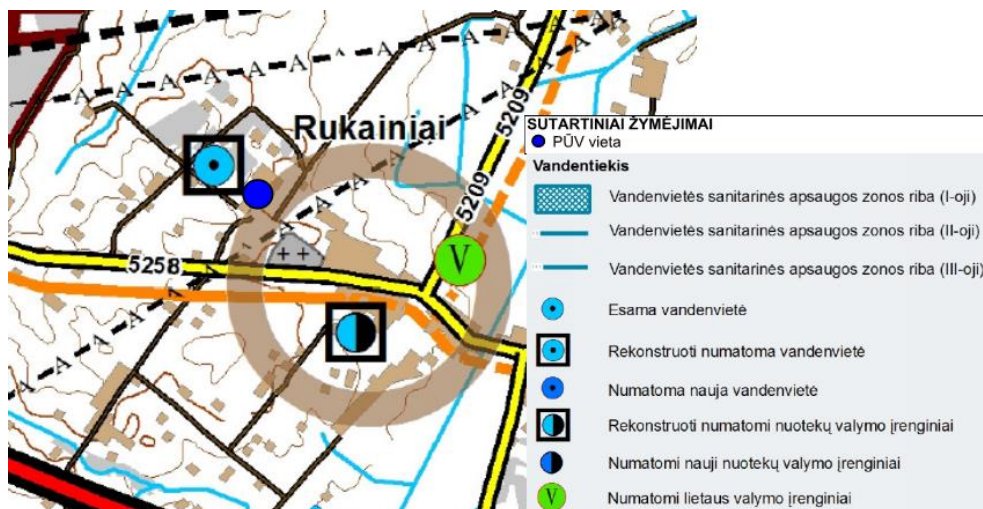 A A A A A A A
Rukainiai
5209
5209
5258
V
A A A A A A A
SUTARTINIAI ŽYMĖJIMAI
PŪV vieta
Vandentiekis
Vandenvietės sanitarinės apsaugos zonos riba (I-oji)
Vandenvietės sanitarinės apsaugos zonos riba (II-oji)
Vandenvietės sanitarinės apsaugos zonos riba (III-oji)
Esama vandenvietė
Rekonstruoti numatoma vandenvietė
Numatoma nauja vandenvietė
Rekonstruoti numatomi nuotekų valymo įrenginiai
Numatomi nauji nuotekų valymo įrenginiai
V Numatomi lietaus valymo įrenginiai